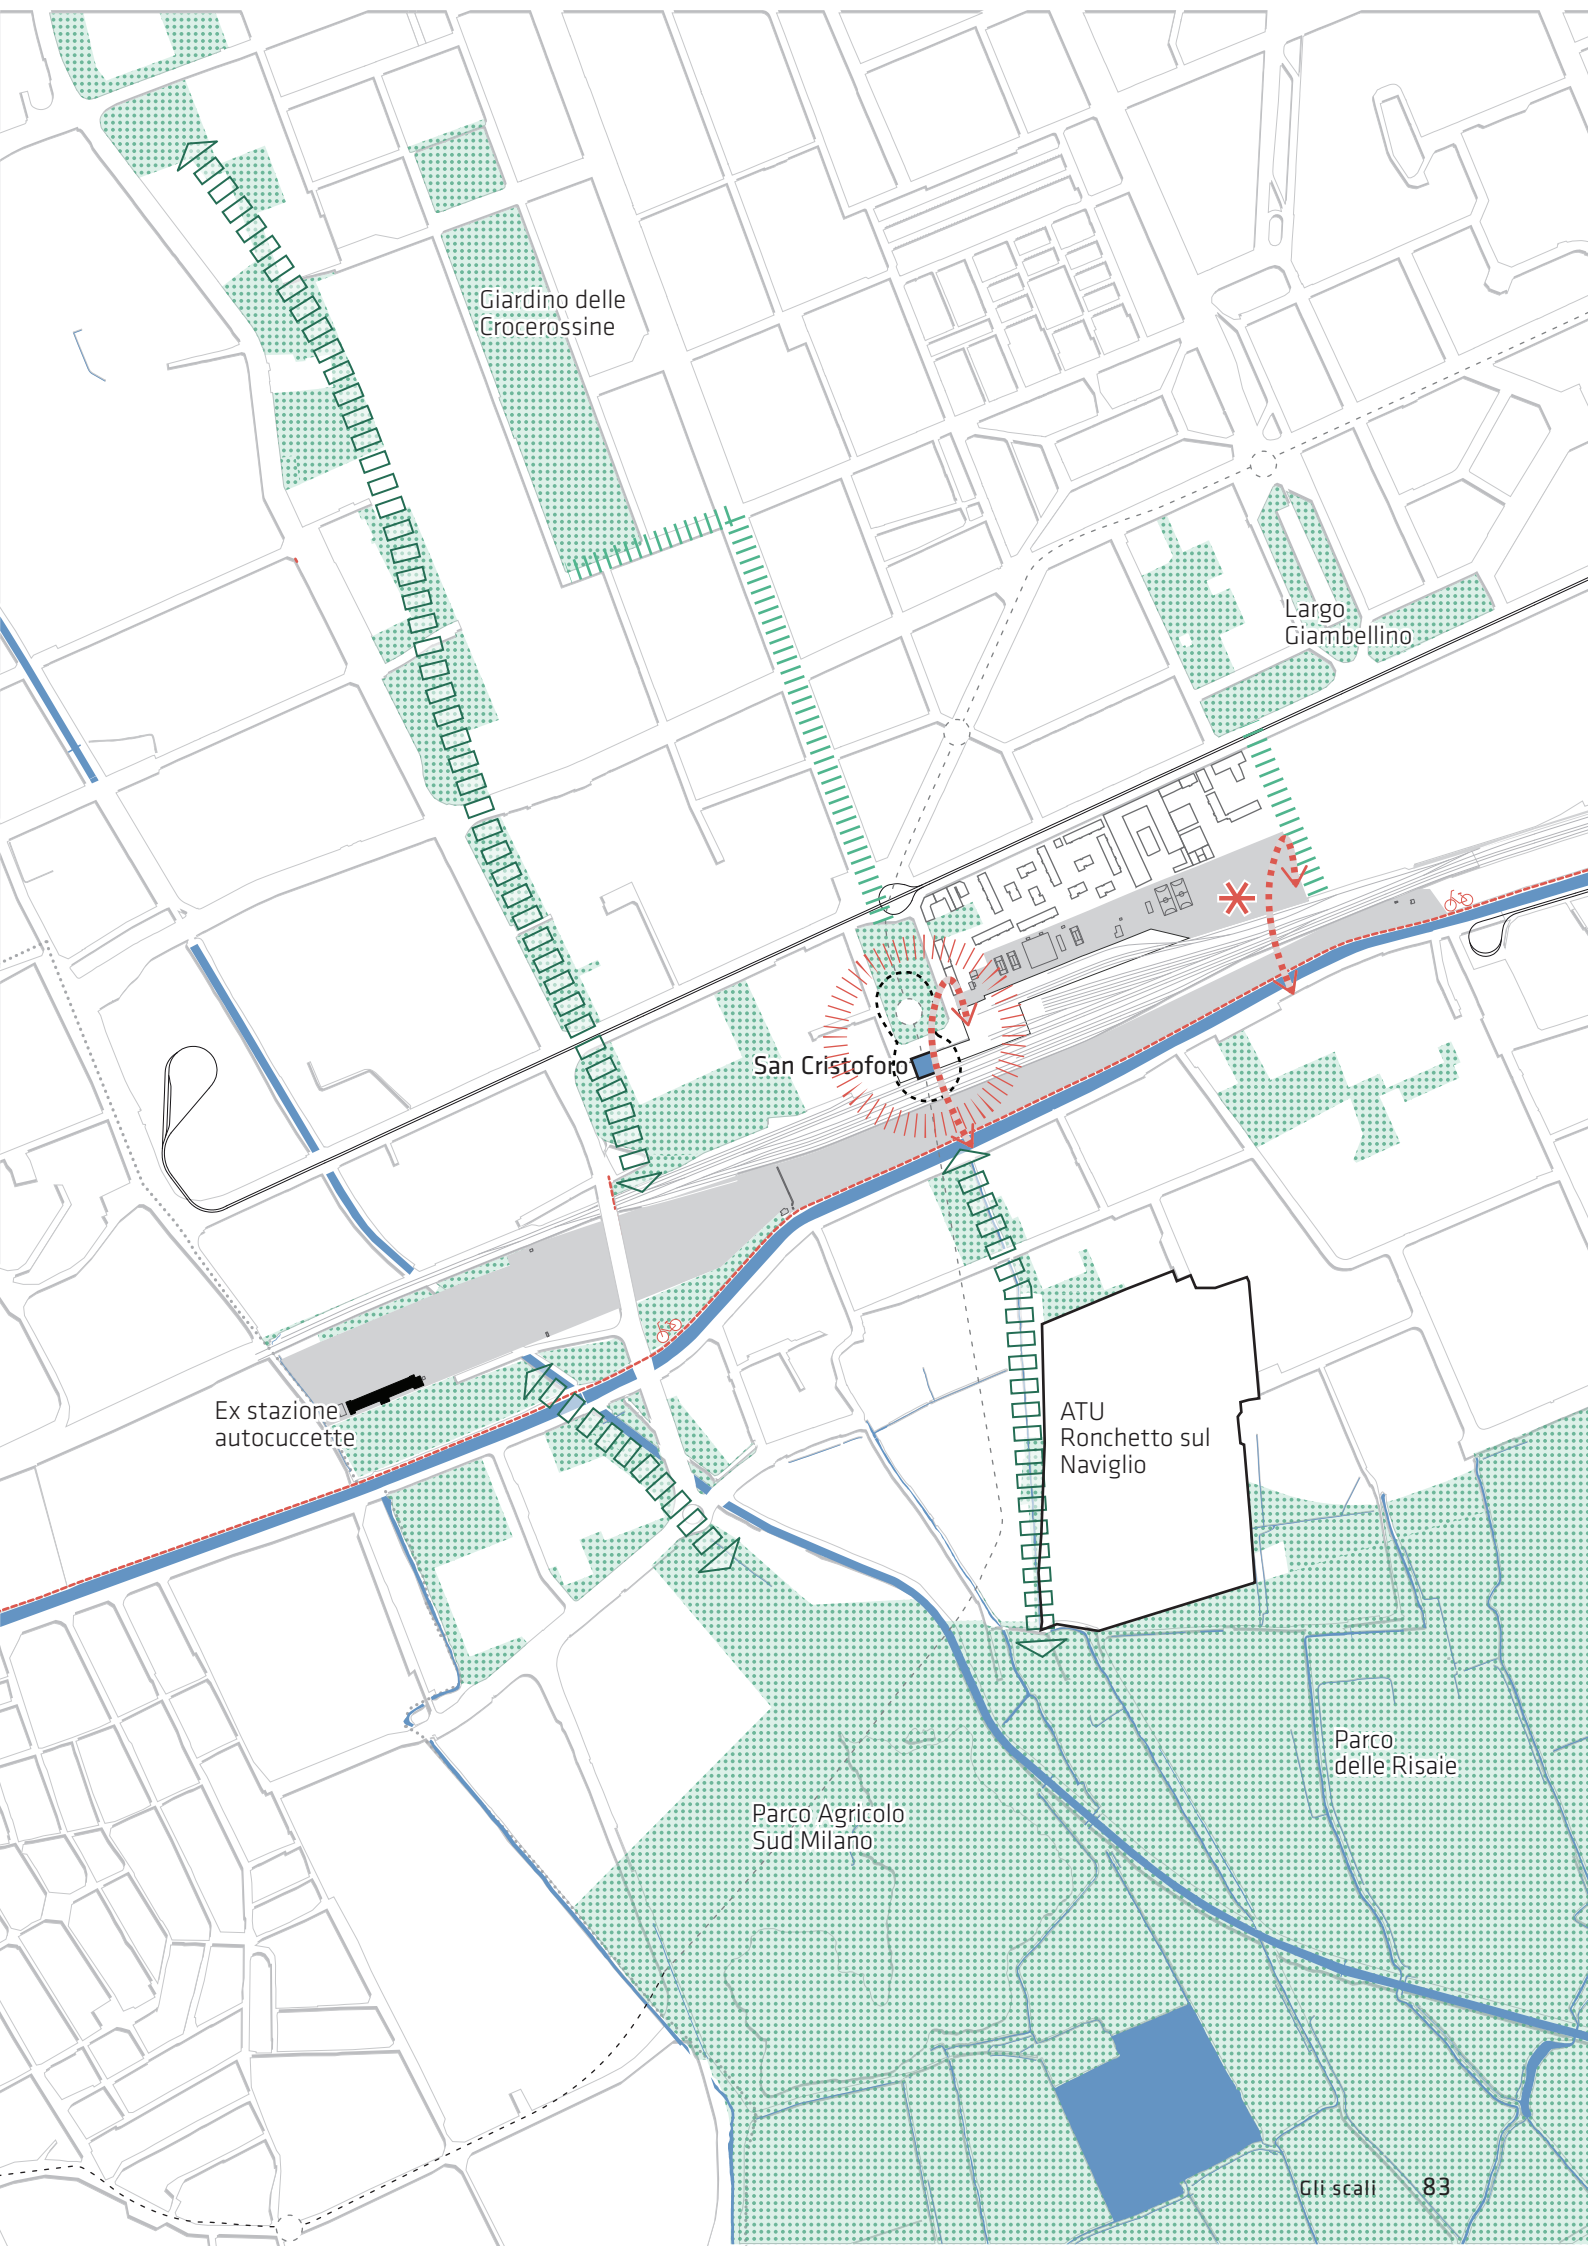 Giardino delle
Crocerossine
Largo
Giambellino
San Cristoforo
Ex stazione
autocuccette
ATU
Ronchetto sul
Naviglio
Parco
delle Risaie
Parco Agricolo
Sud Milano
Gli scali 83